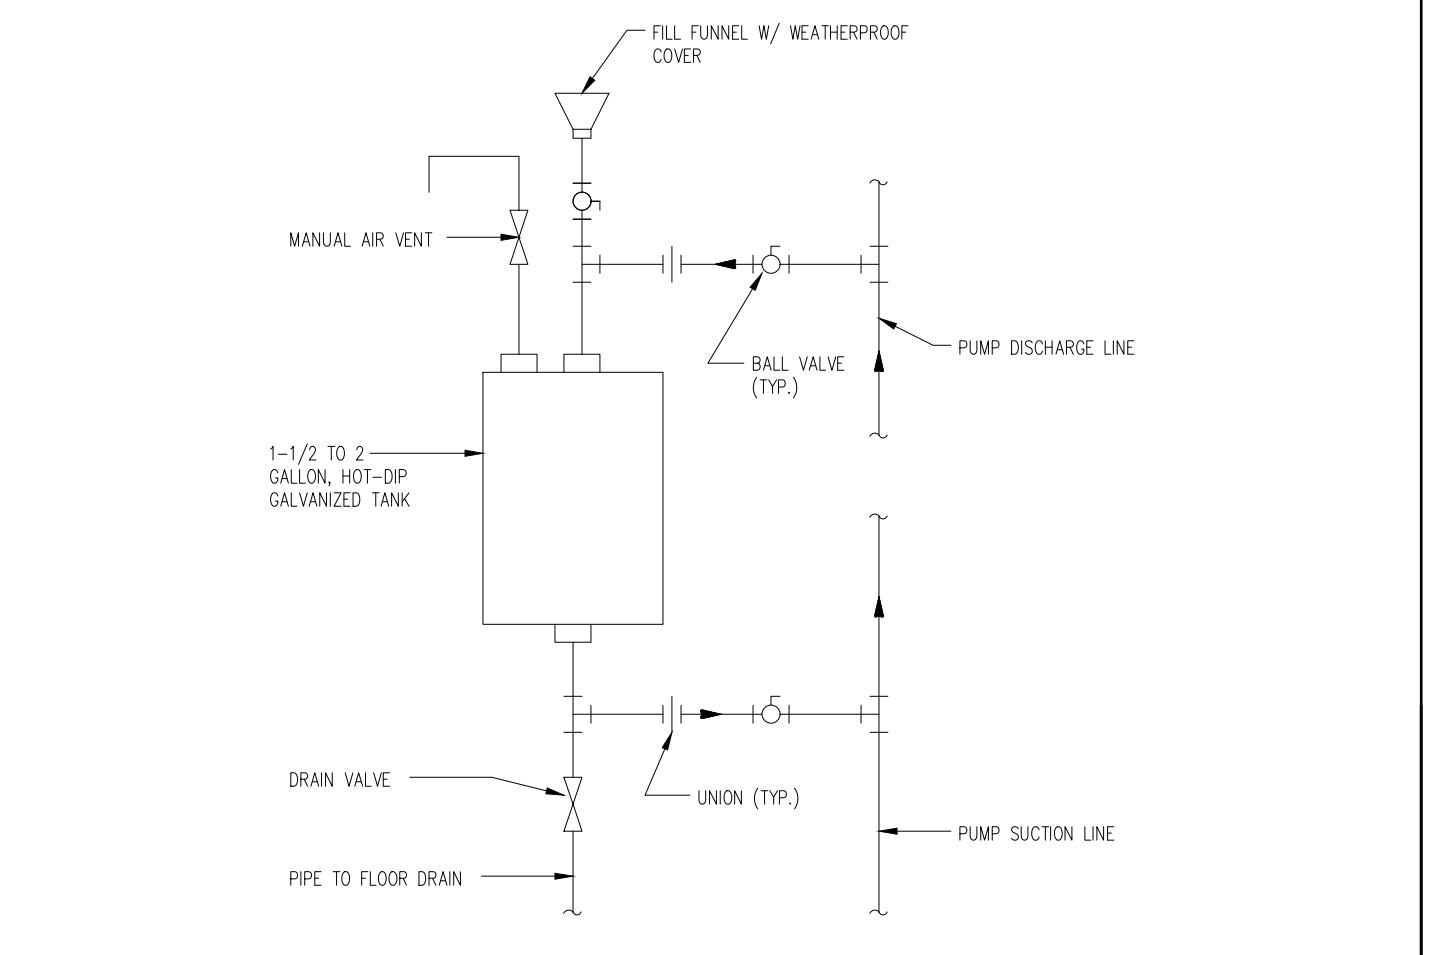 FILL FUNNEL W/ WEATHERPROOF
COVER
MANUAL AIR VENT
PUMP DISCHARGE LINE
BALL VALVE
(TYP.)
1-1/2 TO 2
GALLON, HOT-DIP
GALVANIZED TANK
DRAIN VALVE
UNION (TYP.)
PUMP SUCTION LINE
PIPE TO FLOOR DRAIN